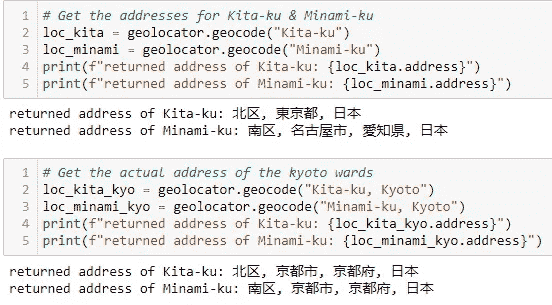 1 # Get the addresses for Kita-ku & Minami-ku
2 loc_kita = geolocator.geocode("Kita-ku")
3 loc_minami = geolocator.geocode("Minami-ku")
4 print(f"returned address of Kita-ku: {loc_kita.address}")
5 print(f"returned address of Minami-ku: {loc_minami.address}")
returned address of Kita-ku: 北区, 東京都, 日本
returned address of Minami-ku: 南区, 名古屋市, 愛知県, 日本
1 # Get the actual address of the kyoto wards
2 loc_kita_kyo = geolocator.geocode("Kita-ku, Kyoto")
3 loc_minami_kyo = geolocator.geocode("Minami-ku, Kyoto")
4 print(f"returned address of Kita-ku: {loc_kita_kyo.address}")
5 print(f"returned address of Minami-ku: {loc_minami_kyo.address}")
returned address of Kita-ku: 北区, 京都市, 京都府, 日本
returned address of Minami-ku: 南区, 京都市, 京都府, 日本